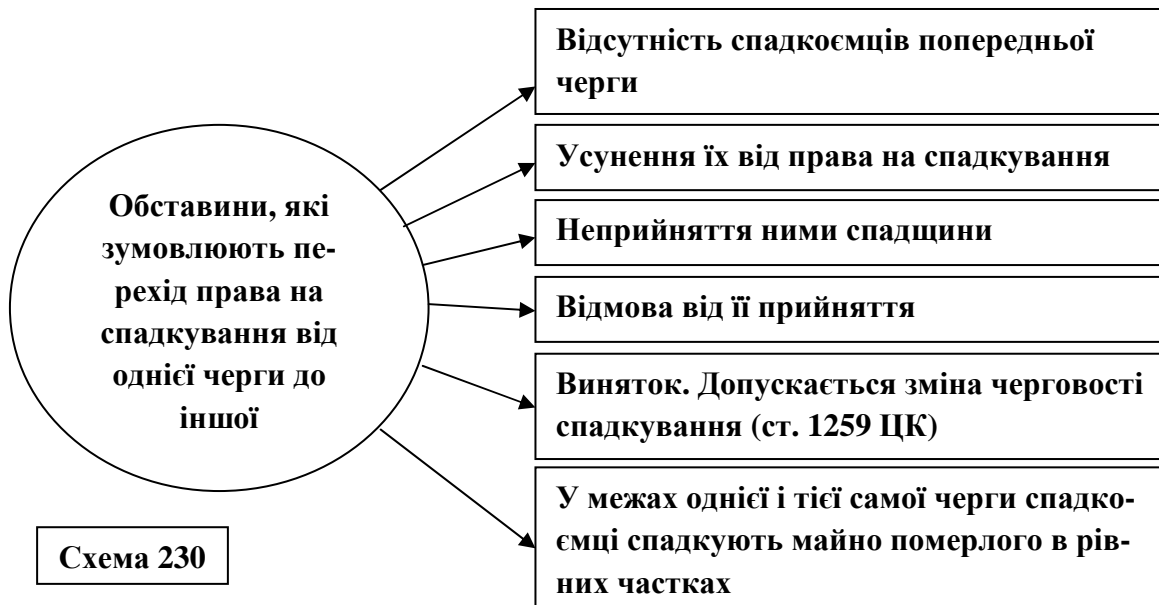 Обставини, які
зумовлюють пе-
рехід права на
спадкування від
однієї черги до
іншої
Відсутність спадкоємців попередньої
черги
Усунення їх від права на спадкування
Неприйняття ними спадщини
Відмова від її прийняття
Виняток. Допускається зміна черговості
спадкування (ст. 1259 ЦК)
У межах однієї і тієї самої черги спадко-
ємці спадкують майно померлого в рів-
них частках
Схема 230